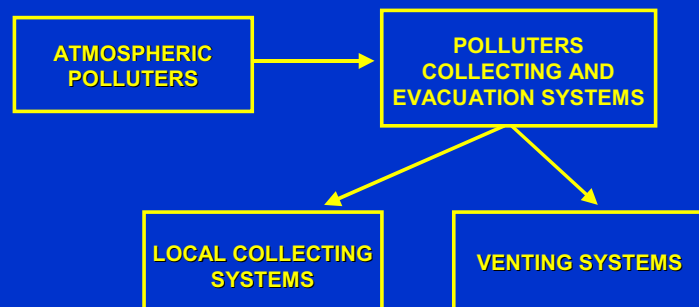 ATMOSPHERIC
POLLUTERS
POLLUTERS
COLLECTING AND
EVACUATION SYSTEMS
LOCAL COLLECTING
SYSTEMS
VENTING SYSTEMS